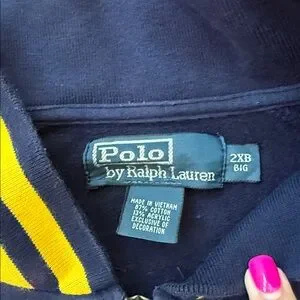 Polo
by Ralph Lauren
2XB
BIG
MADE IN VIETNAM
87% COTTON
13% ACRYLIC
EXCLUSIVE OF
DECORATION